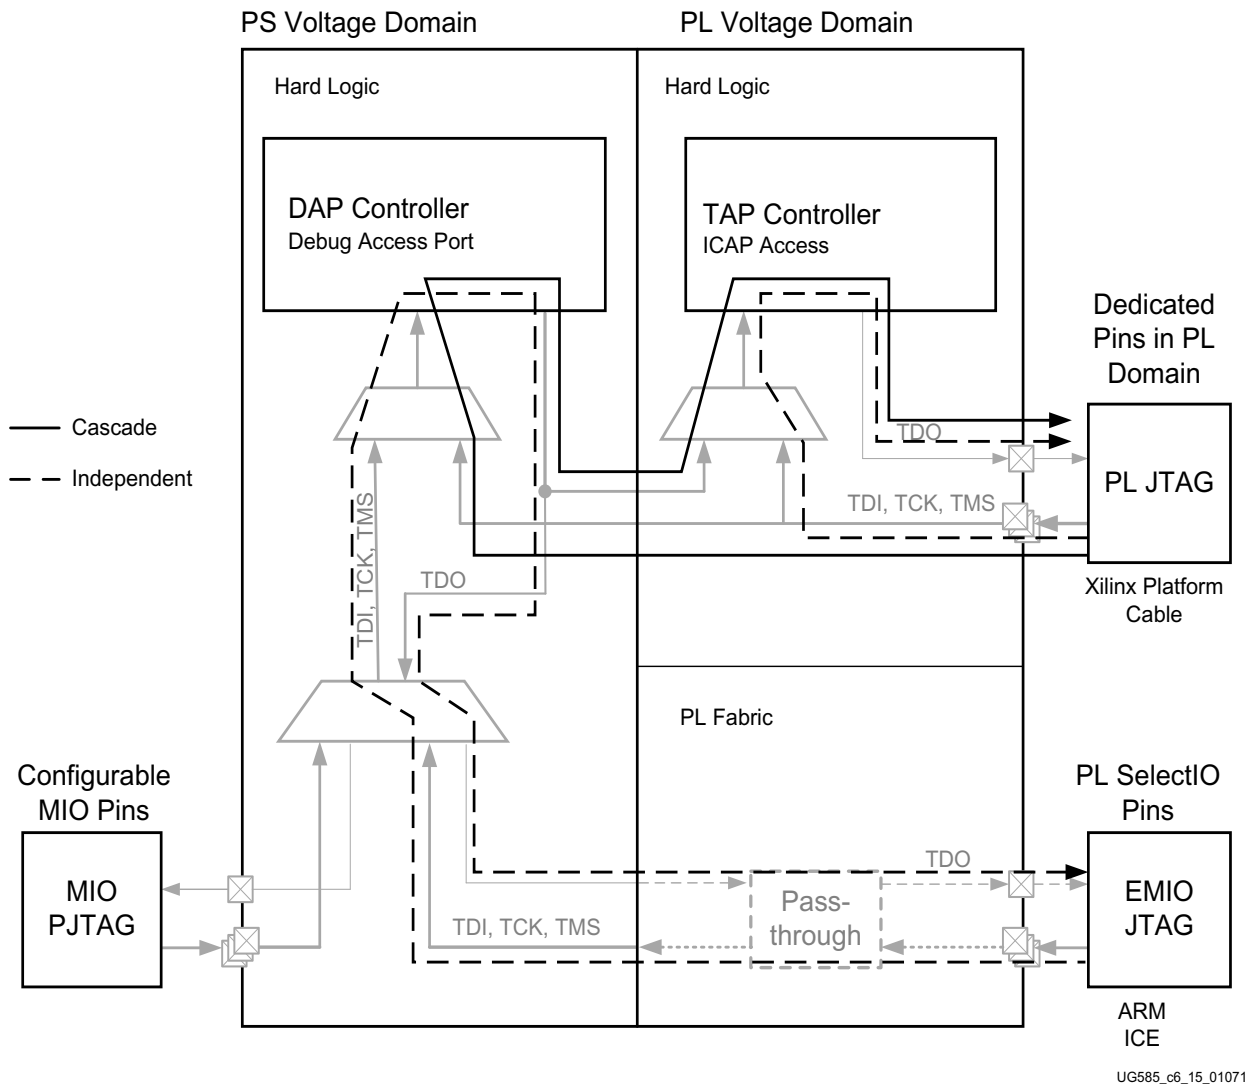 PS Voltage Domain
PL Voltage Domain
Hard Logic
Hard Logic
DAP Controller
Debug Access Port
TAP Controller
ICAP Access
Dedicated
Pins in PL
Domain
Cascade
Independent
TDO
PL JTAG
TDI, TCK, TMS
TDI, TCK, TMS
TDO
Xilinx Platform
Cable
PL Fabric
Configurable
MIO Pins
PL SelectIO
Pins
MIO
PJTAG
TDO
Pass-
through
EMIO
JTAG
TDI, TCK, TMS
ARM
ICE
UG585_c6_15_01071